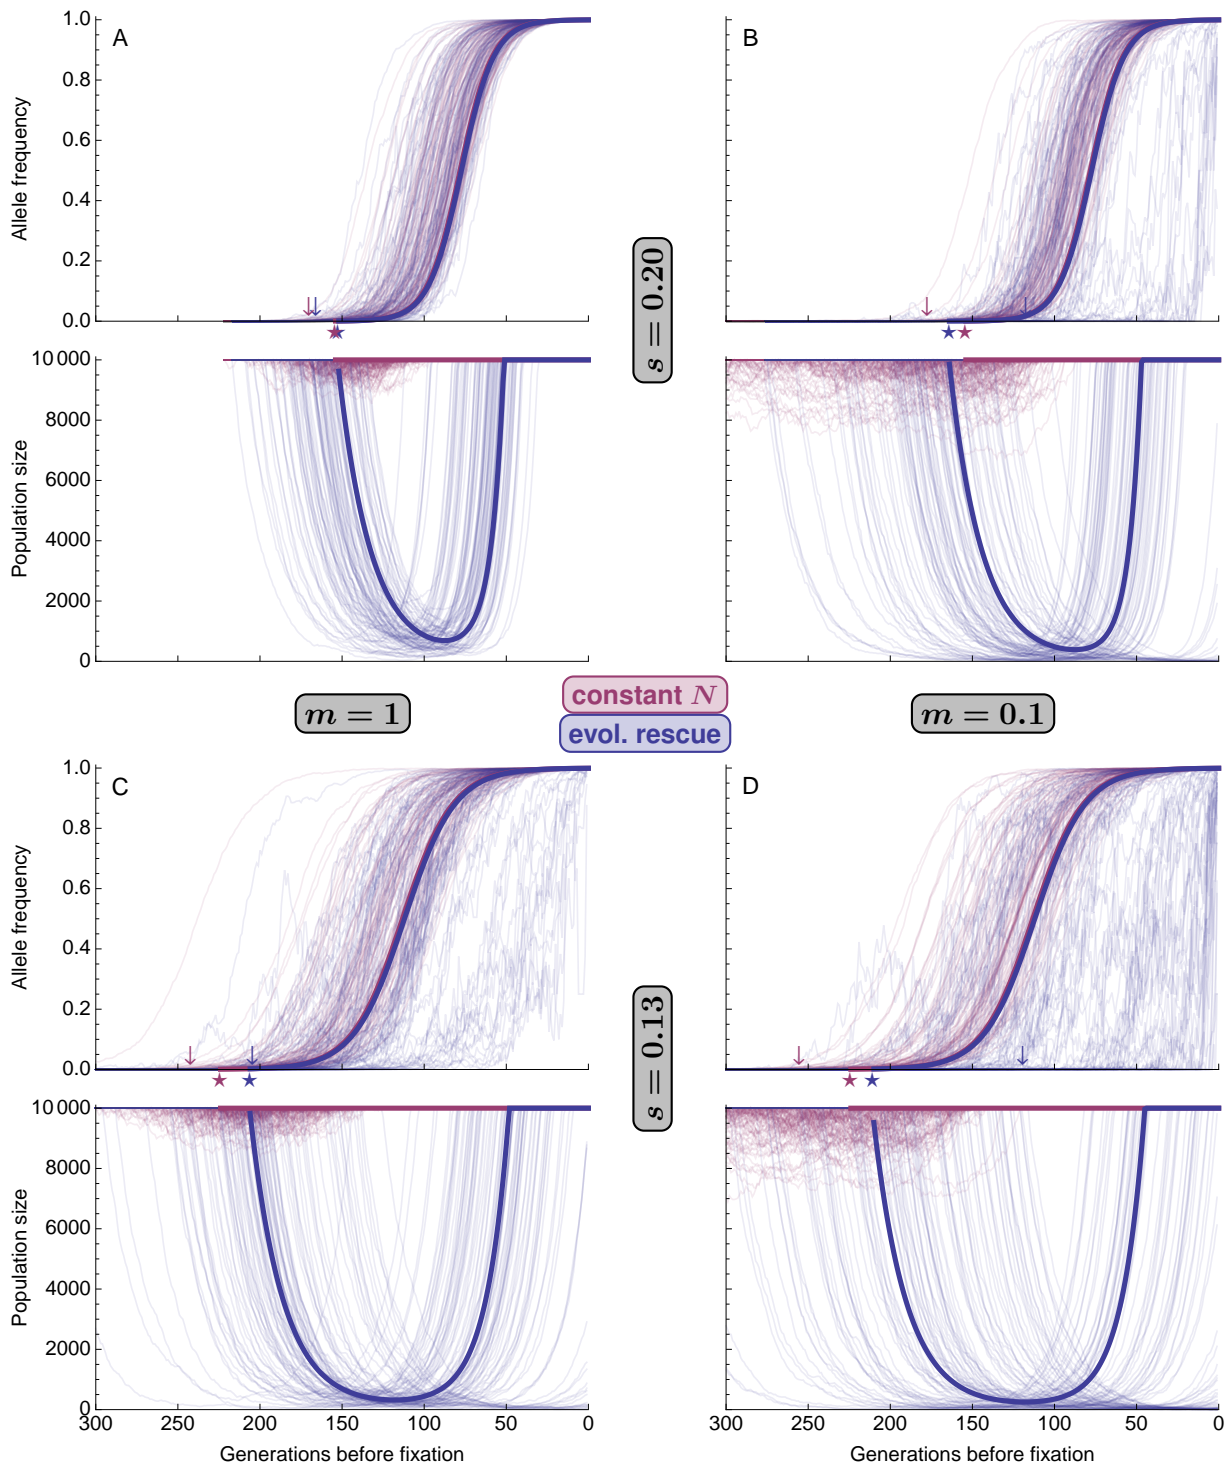 A
B
1.0
0.8
0.6
0.4
0.2
0.0
Allele frequency
s = 0.20
10 000
8000
6000
4000
2000
0
Population size
m = 1
constant N
evol. rescue
m = 0.1
C
D
1.0
0.8
0.6
0.4
0.2
0.0
Allele frequency
s = 0.13
10 000
8000
6000
4000
2000
0
Population size
300 250 200 150 100 50 0
300 250 200 150 100 50 0
Generations before fixation
Generations before fixation